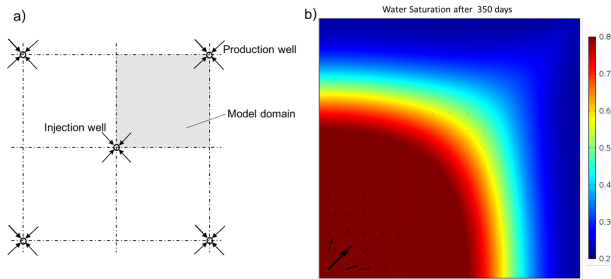 a)
Production well
Injection well
Model domain
b)
Water Saturation after 350 days
0.8
0.7
0.6
0.5
0.4
0.3
0.2